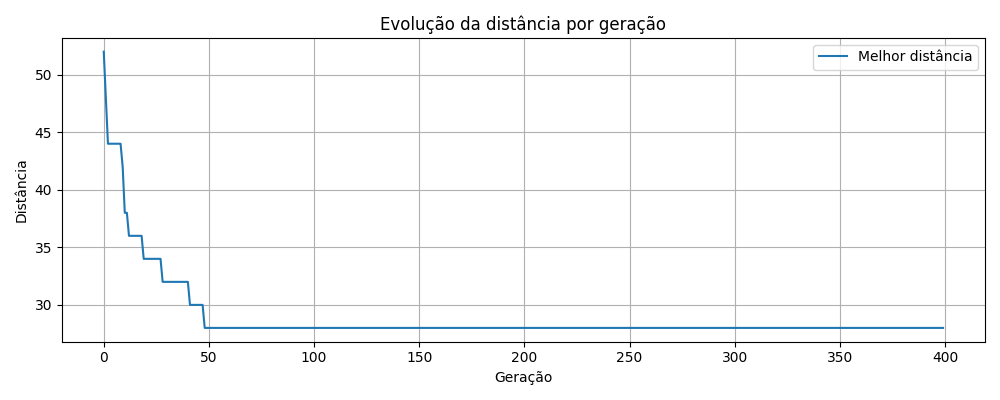 Evolução da distância por geração
Melhor distância
Distância
50
45
40
35
30
0 50 100 150 200 250 300 350 400
Geração